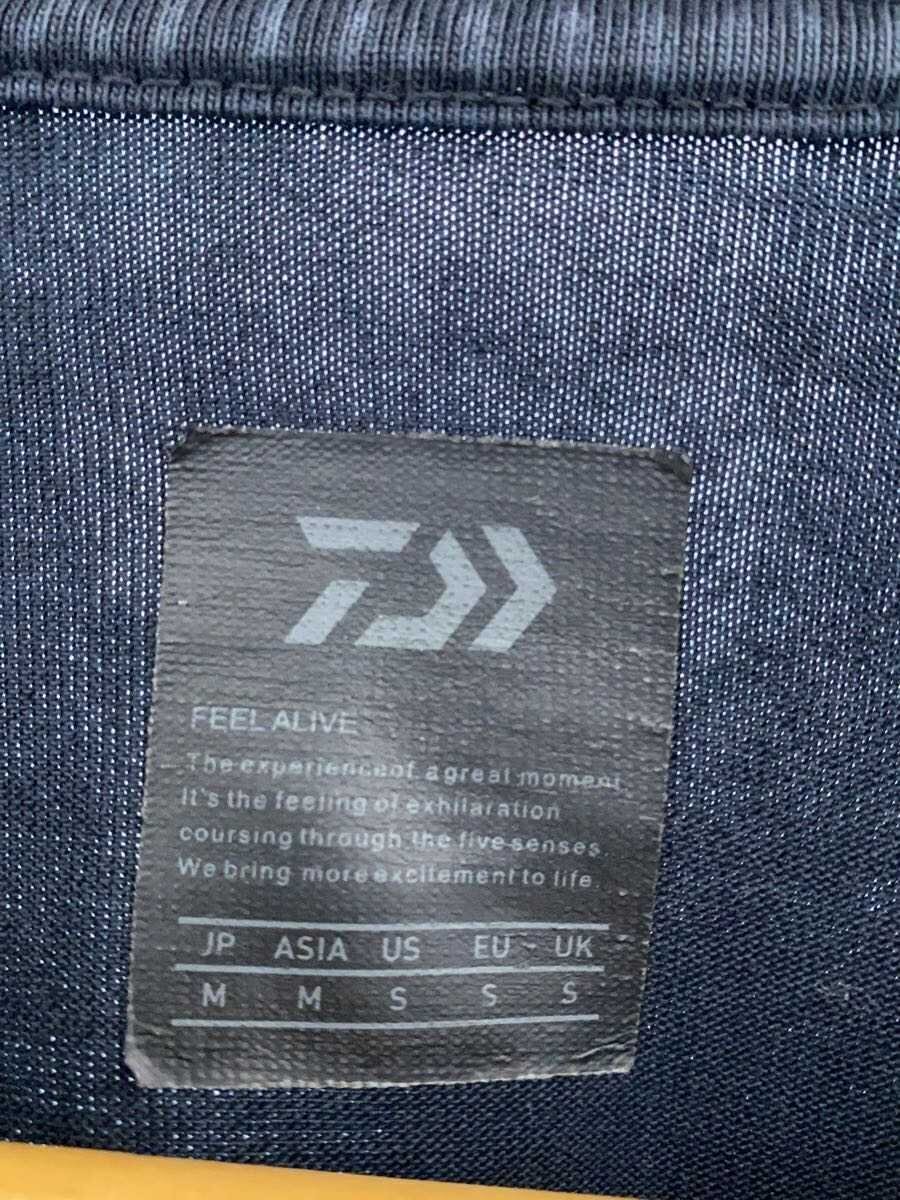 FEEL ALIVE
The experience of a great moment.
It's the feeling of exhilaration
coursing through the five senses.
We bring more excitement to life.
JP ASIA US EU UK
M M S S S